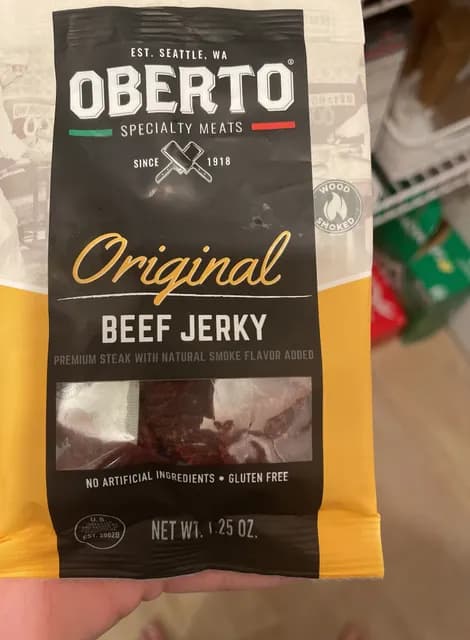 EST. SEATTLE, WA
OBERTO®
SPECIALTY MEATS
SINCE 1918
WOOD
SMOKED
Original
BEEF JERKY
PREMIUM STEAK WITH NATURAL SMOKE FLAVOR ADDED
NO ARTIFICIAL INGREDIENTS • GLUTEN FREE
U.S.
NET WT. 1.25 OZ.